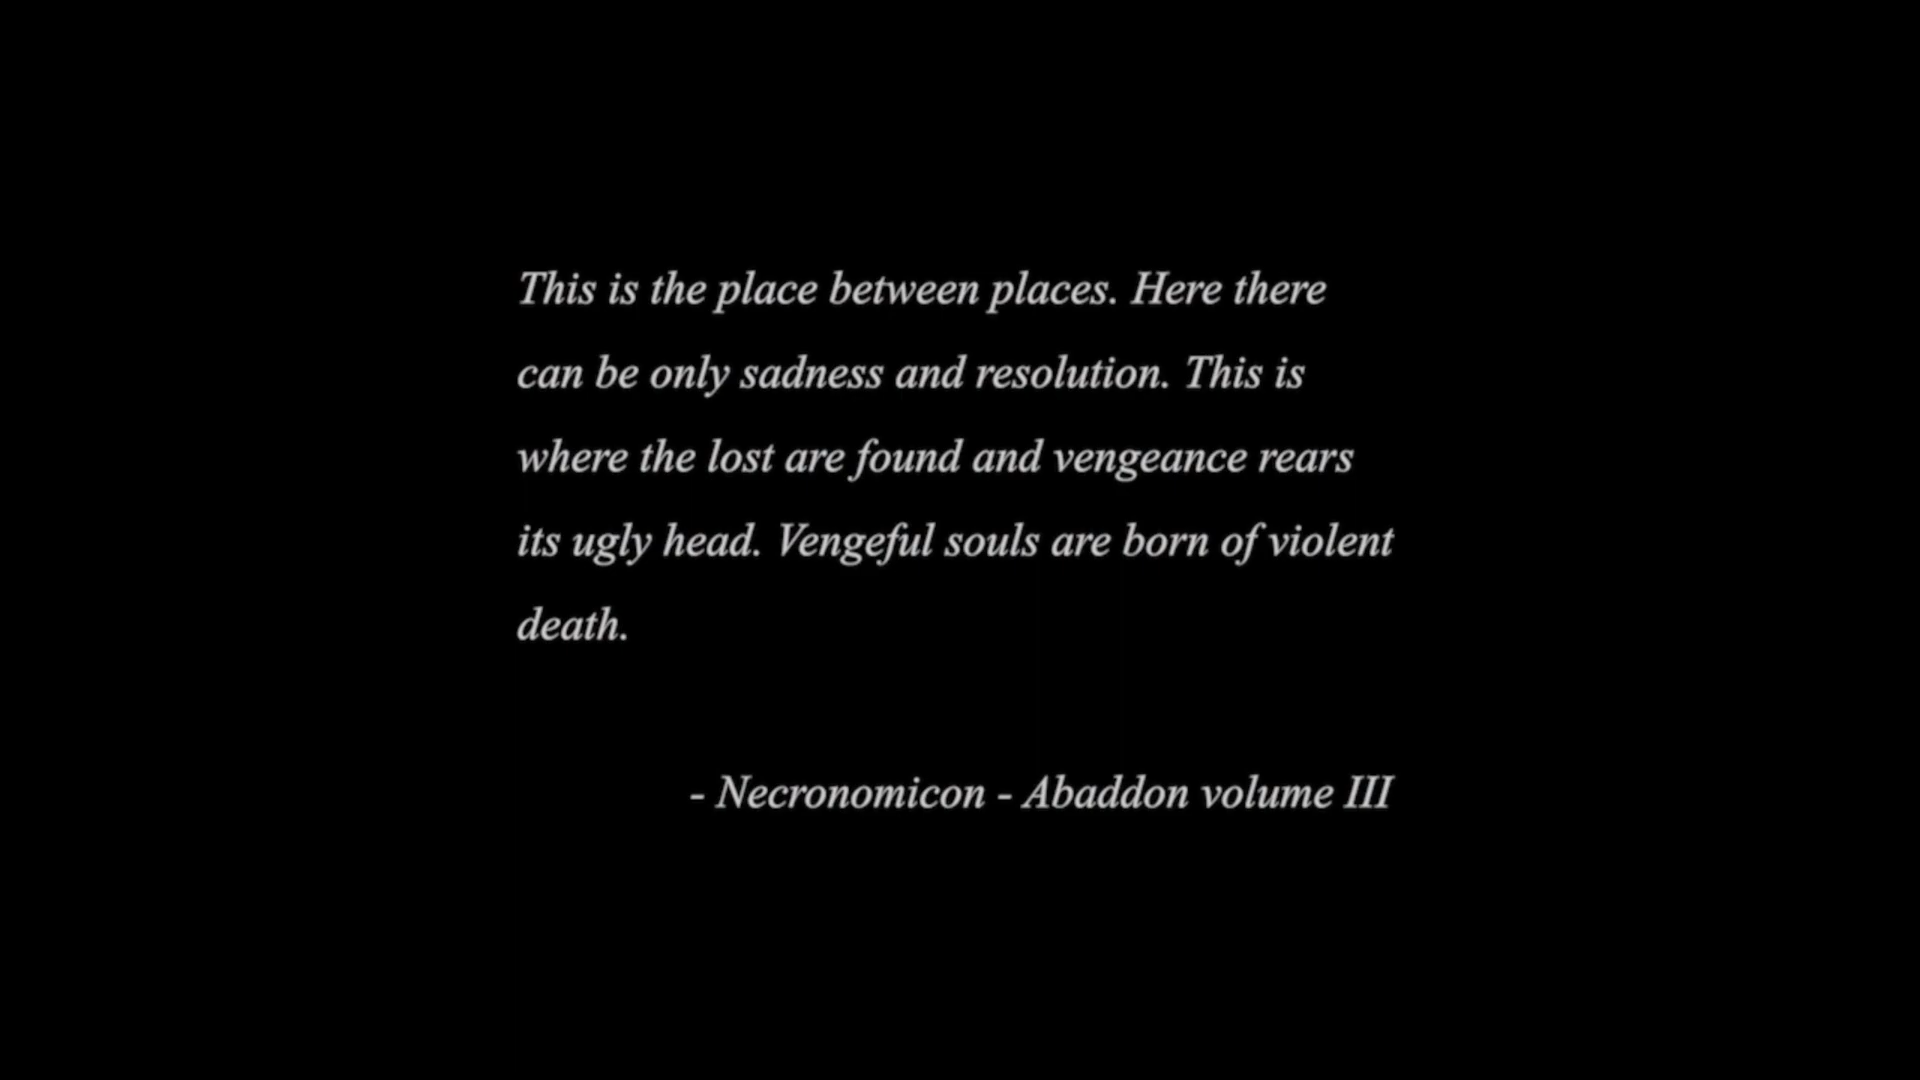 This is the place between places. Here there
can be only sadness and resolution. This is
where the lost are found and vengeance rears
its ugly head. Vengeful souls are born of violent
death.
- Necronomicon - Abaddon volume III